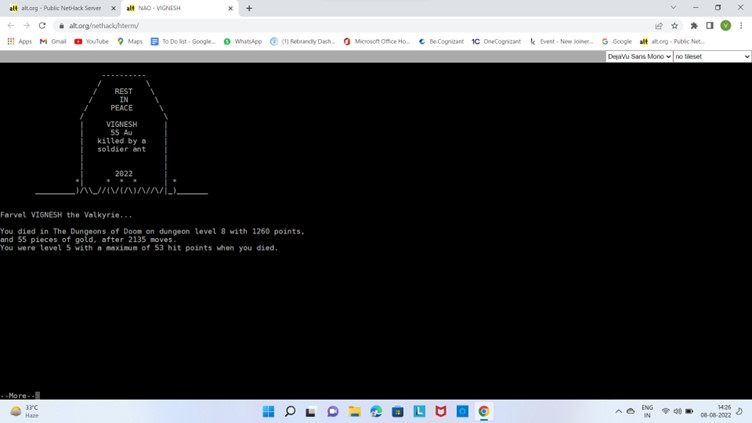 alt.org - Public NetHack Server
NAO - VIGNESH
alt.org/nethack/hterm/
Apps
Gmail
YouTube
Maps
To Do list - Google...
WhatsApp
(1) Rebrandly Dash...
Microsoft Office Ho...
Be.Cognizant
1C OneCognizant
Event - New Joiner...
Google
alt.org - Public Net...
DejaVu Sans Mono
no tileset
REST
IN
PEACE
VIGNESH
55 Au
killed by a
soldier ant
2022
Farvel VIGNESH the Valkyrie...
You died in The Dungeons of Doom on dungeon level 8 with 1260 points,
and 55 pieces of gold, after 2135 moves.
You were level 5 with a maximum of 53 hit points when you died.
--More--
33°C
Haze
ENG
IN
14:26
08-08-2022